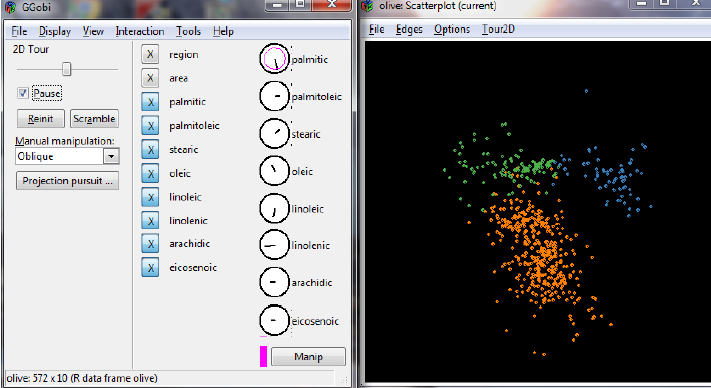 GGobi
File Display View Interaction Tools Help
2D Tour
Pause
Reinit Scramble
Manual manipulation:
Oblique
Projection pursuit ...
X region
X area
X palmitic
X palmitoleic
X stearic
X oleic
X linoleic
X linolenic
X arachidic
X eicosenoic
palmitic
palmitoleic
stearic
oleic
linoleic
linolenic
arachidic
eicosenoic
Manip
olive: 572 x 10 (R data frame olive)
olive: Scatterplot (current)
File Edges Options Tour2D